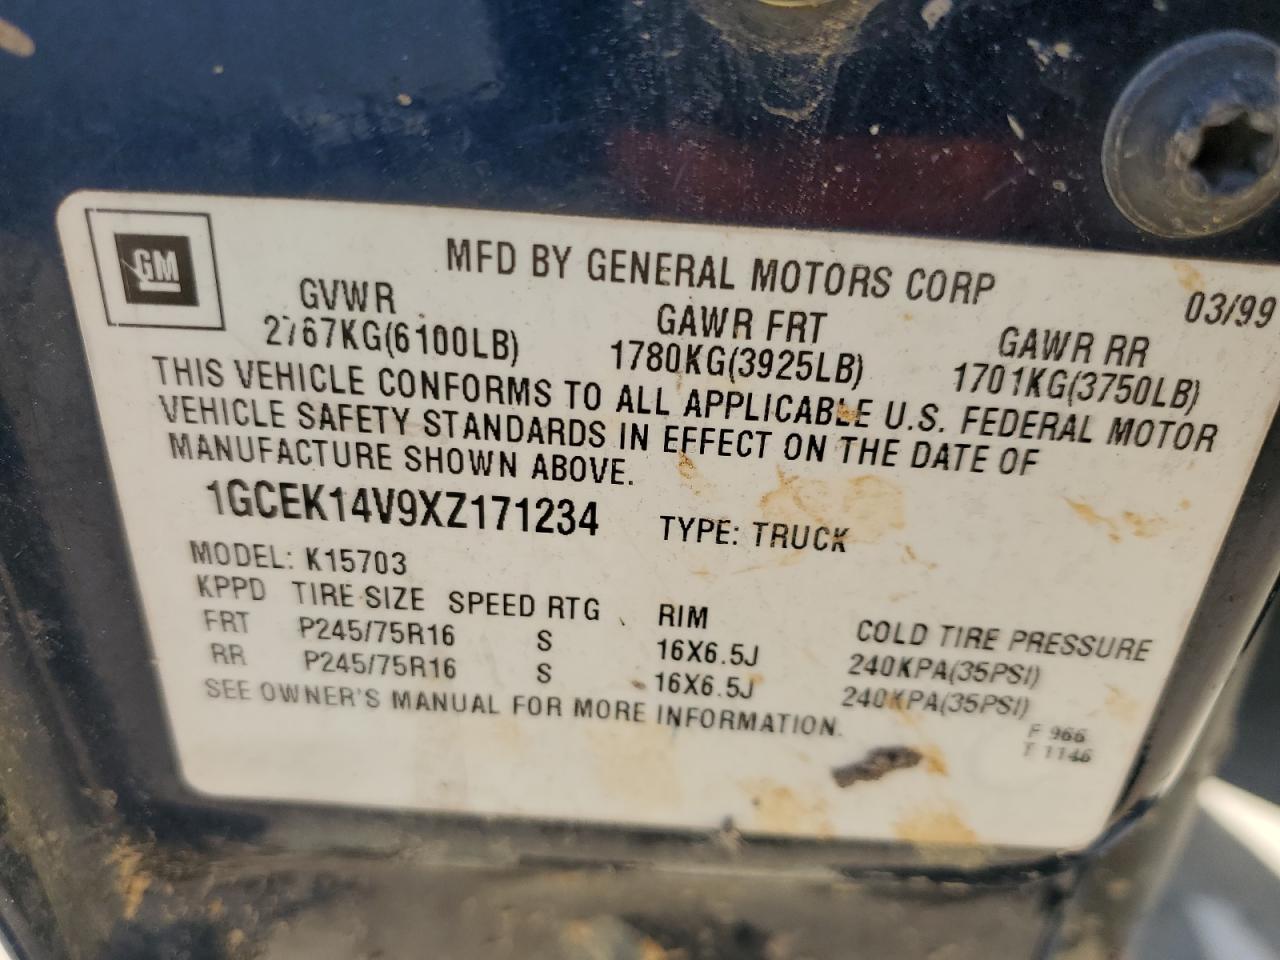 GM
MFD BY GENERAL MOTORS CORP 03/99
GVWR GAWR FRT GAWR RR
2767KG(6100LB) 1780KG(3925LB) 1701KG(3750LB)
THIS VEHICLE CONFORMS TO ALL APPLICABLE U.S. FEDERAL MOTOR
VEHICLE SAFETY STANDARDS IN EFFECT ON THE DATE OF
MANUFACTURE SHOWN ABOVE.
1GCEK14V9XZ171234 TYPE: TRUCK
MODEL: K15703
KPPD TIRE SIZE SPEED RTG RIM COLD TIRE PRESSURE
FRT P245/75R16 S 16X6.5J 240KPA(35PSI)
RR P245/75R16 S 16X6.5J 240KPA(35PSI)
SEE OWNER'S MANUAL FOR MORE INFORMATION.
F 966
T 1146